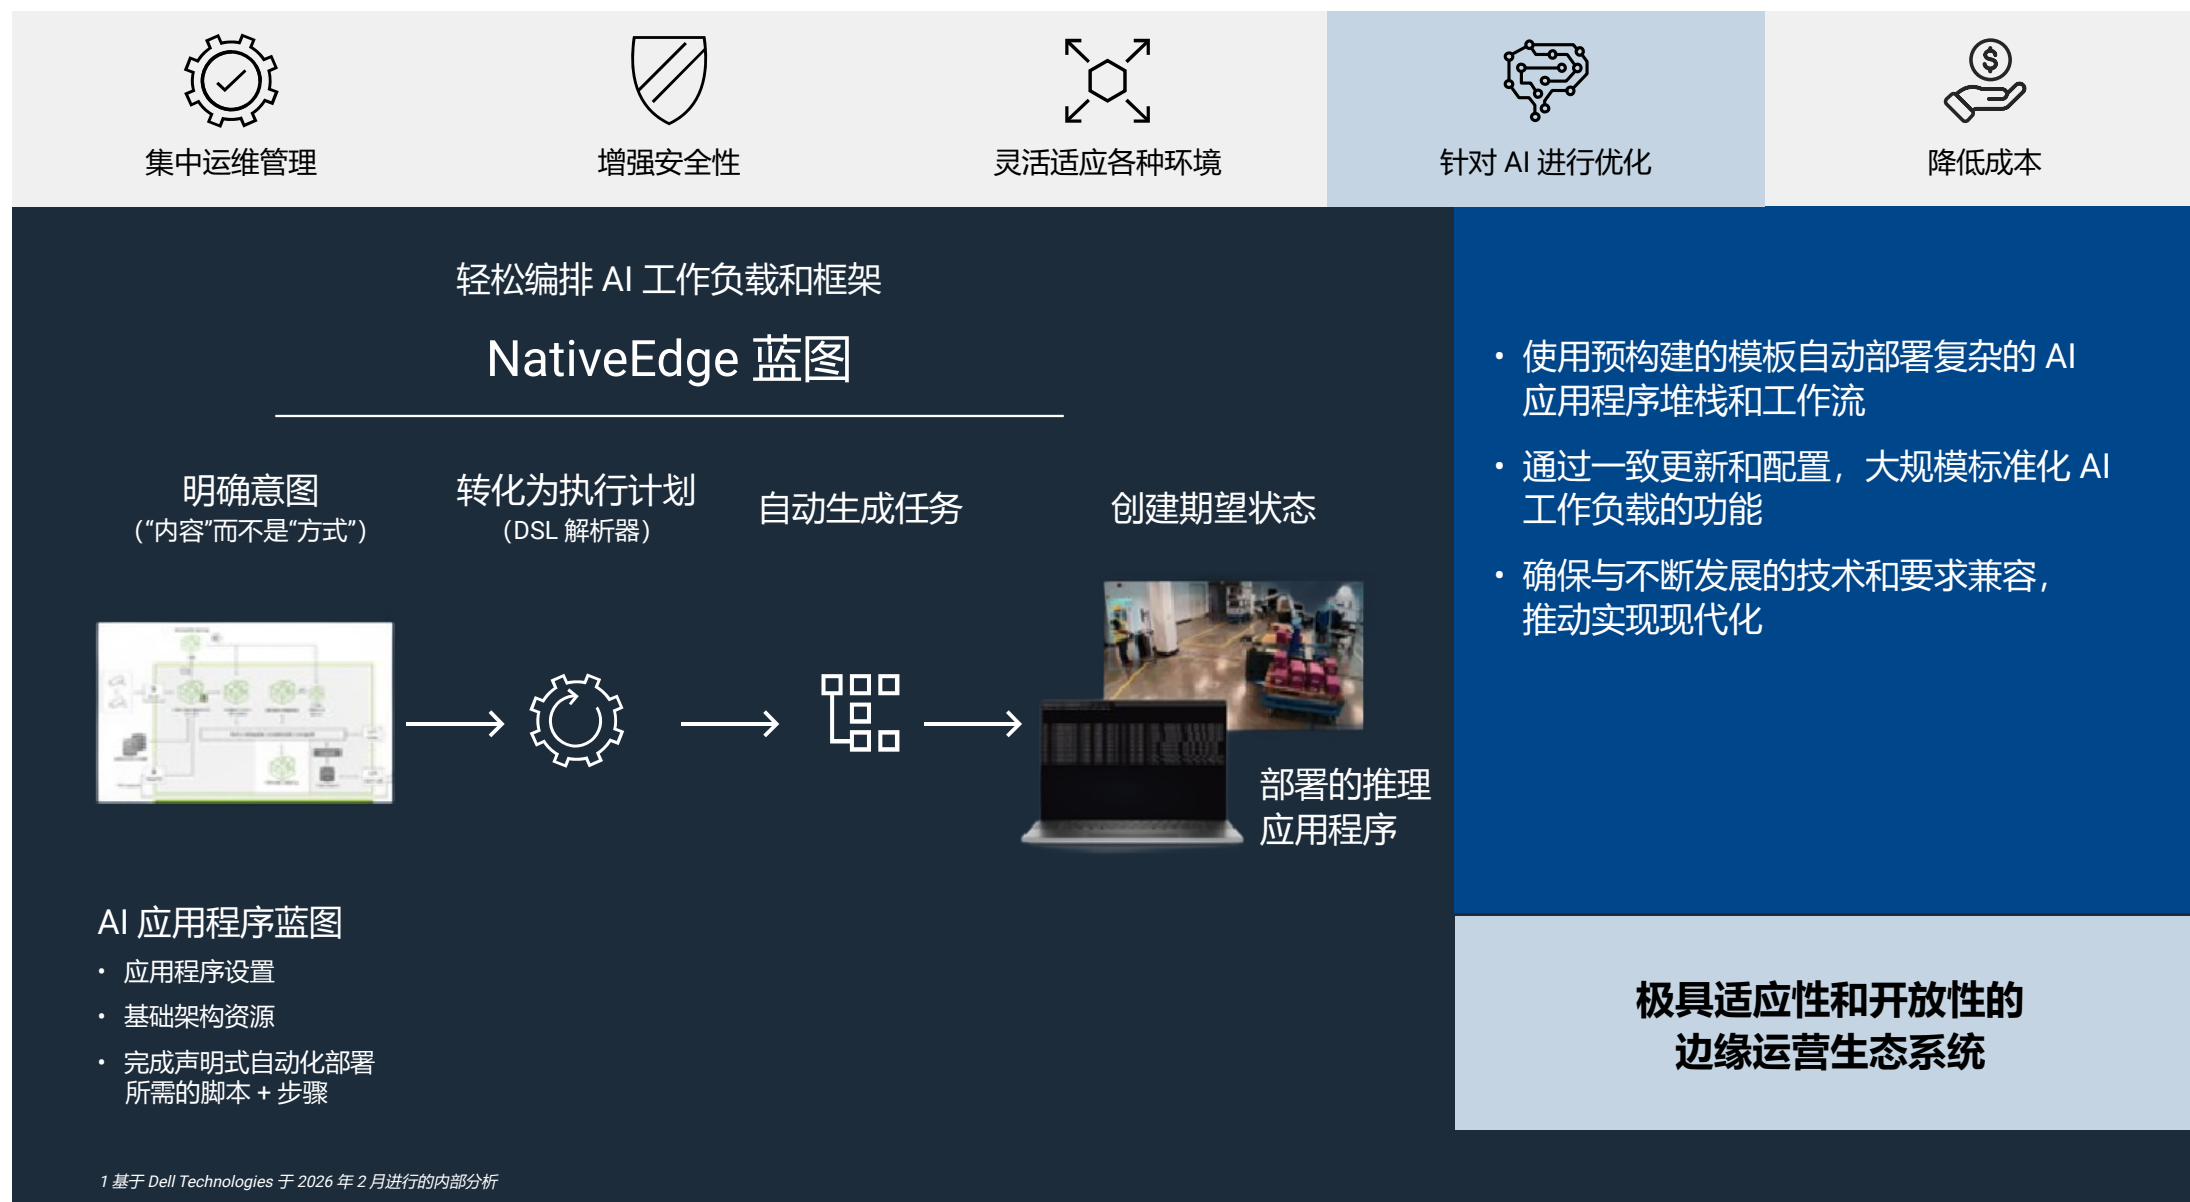 集中运维管理
增强安全性
灵活适应各种环境
针对 AI 进行优化
降低成本
轻松编排 AI 工作负载和框架
NativeEdge 蓝图
明确意图
（“内容”而不是“方式”）
转化为执行计划
（DSL 解析器）
自动生成任务
创建期望状态
部署的推理
应用程序
AI 应用程序蓝图
• 应用程序设置
• 基础架构资源
• 完成声明式自动化部署
所需的脚本 + 步骤
• 使用预构建的模板自动部署复杂的 AI
应用程序堆栈和工作流
• 通过一致更新和配置，大规模标准化 AI
工作负载的功能
• 确保与不断发展的技术和要求兼容，
推动实现现代化
极具适应性和开放性的
边缘运营生态系统
1 基于 Dell Technologies 于 2026 年 2 月进行的内部分析